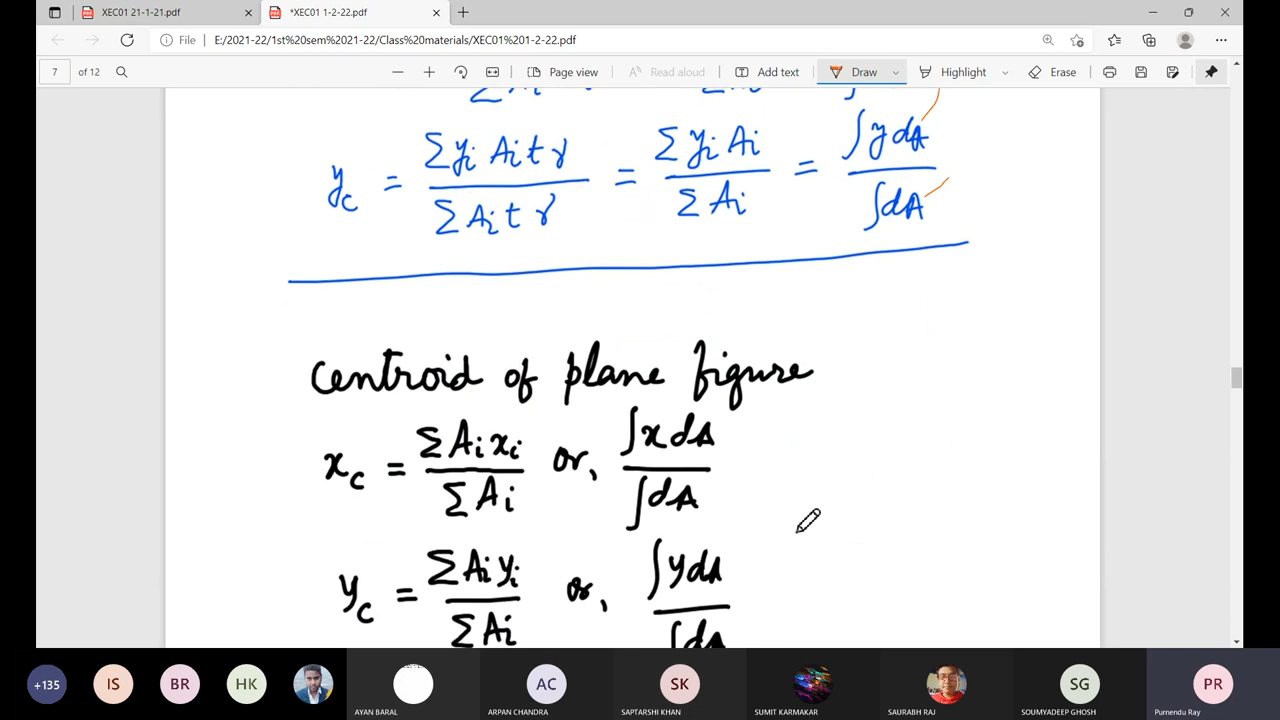 XEC01 21-1-21.pdf
*XEC01 1-2-22.pdf
File E:/2021-22/1st%20sem%2021-22/Class%20materials/XEC01%201-2-22.pdf
7 of 12 Page view Read aloud Add text Draw Highlight Erase
y_c = Σ y_i A_i t γ / Σ A_i t γ = Σ y_i A_i / Σ A_i = ∫ y dA / ∫ dA
Centroid of plane figure
x_c = Σ A_i x_i / Σ A_i or, ∫ x dA / ∫ dA
y_c = Σ A_i y_i / Σ A_i or, ∫ y dA / ∫ dA
+135 IS BR HK AC SK SG PR
AYAN BARAL ARPAN CHANDRA SAPTARSHI KHAN SUMIT KARMAKAR SAURABH RAJ SOUMYADEEP GHOSH Purnendu Ray